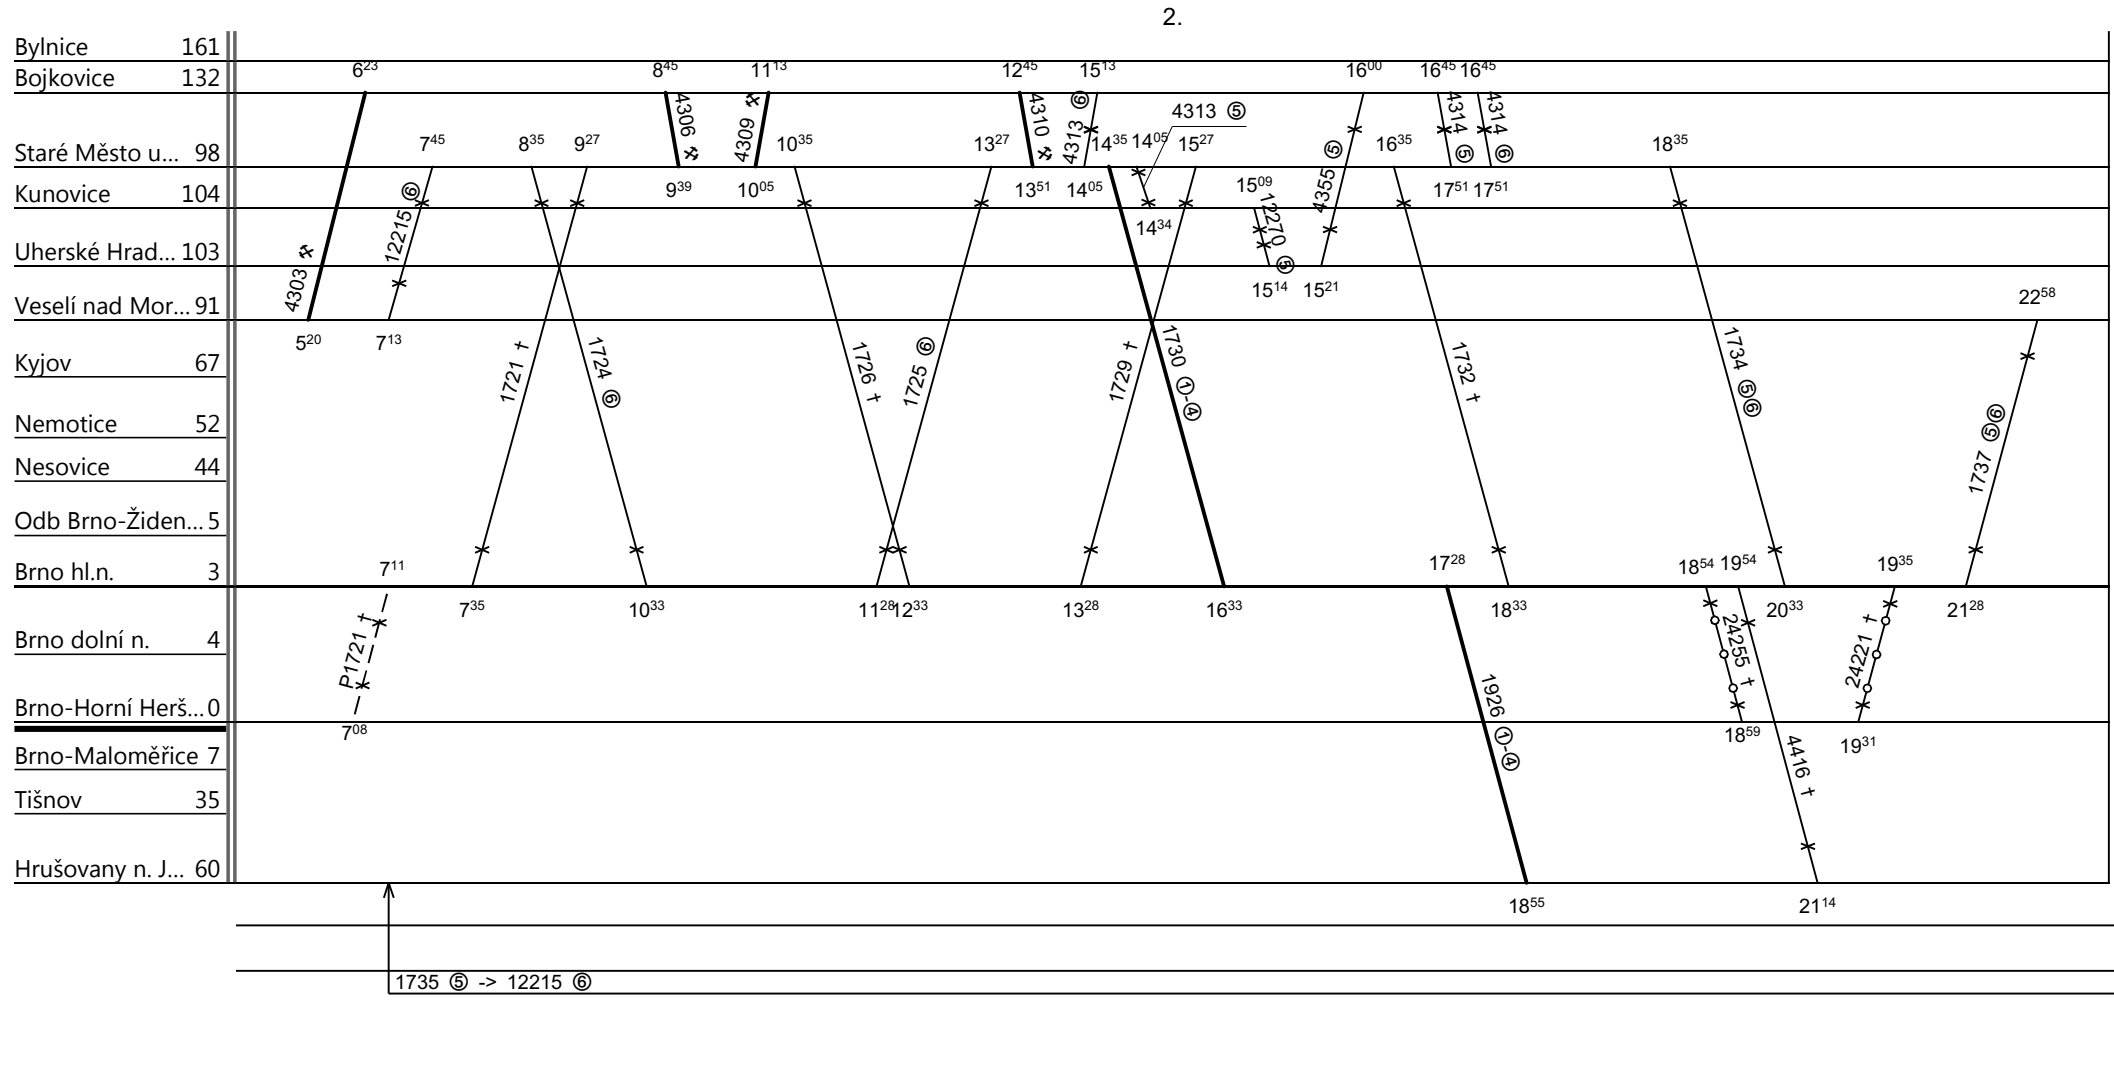 2.
Bylnice 161
Bojkovice 132
6²³ 8⁴⁵ 11¹³ 12⁴⁵ 15¹³ 16⁰⁰ 16⁴⁵ 16⁴⁵
4306 ⚒ 4309 ⚒ 4310 ⚒ 4313 ⑥ 4313 ⑤ 4314 ⑤ 4314 ⑥
Staré Město u... 98
7⁴⁵ 8³⁵ 9²⁷ 10³⁵ 13²⁷ 14³⁵ 14⁰⁵ 15²⁷ 16³⁵ 18³⁵
Kunovice 104
9³⁹ 10⁰⁵ 13⁵¹ 14⁰⁵ 15⁰⁹ 17⁵¹ 17⁵¹
14³⁴
4303 ⚒ 12215 ⑥ 12270 ⑤ 4355 ⑤
Uherské Hrad... 103
15¹⁴ 15²¹
Veselí nad Mor... 91
22⁵⁸
5²⁰ 7¹³
Kyjov 67
1721 † 1724 ⑥ 1726 † 1725 ⑥ 1729 † 1730 ①-④ 1732 † 1734 ⑤⑥ 1737 ⑤⑥
Nemotice 52
Nesovice 44
Odb Brno-Židen... 5
Brno hl.n. 3
7¹¹ 17²⁸ 18⁵⁴ 19⁵⁴ 19³⁵
7³⁵ 10³³ 11²⁸ 12³³ 13²⁸ 16³³ 18³³ 20³³ 21²⁸
Brno dolní n. 4
P1721 † 24255 † 24221 †
Brno-Horní Herš... 0
7⁰⁸ 18⁵⁹ 19³¹
1926 ①-④ 4416 †
Brno-Maloměřice 7
Tišnov 35
Hrušovany n. J... 60
18⁵⁵ 21¹⁴
1735 ⑤ -> 12215 ⑥